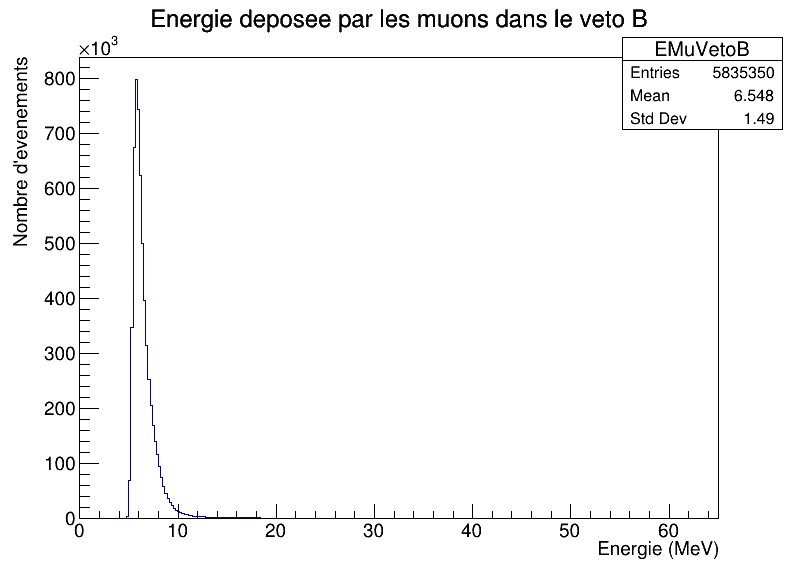 Energie deposee par les muons dans le veto B
×10³
EMuVetoB
Entries 5835350
Mean 6.548
Std Dev 1.49
Nombre d'evenements
800
700
600
500
400
300
200
100
0
0 10 20 30 40 50 60
Energie (MeV)